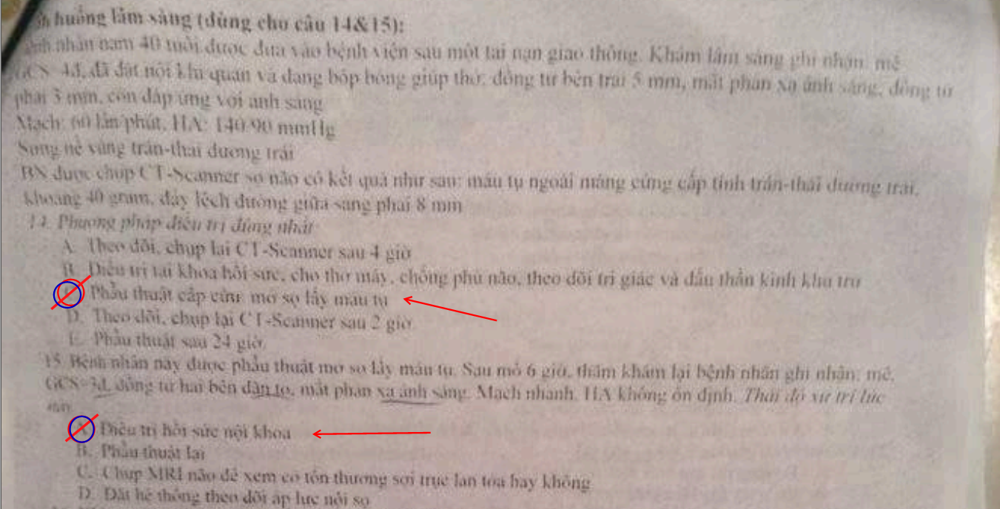 huống lâm sàng (dùng cho câu 14&15):
nhân nam 40 tuổi được đưa vào bệnh viện sau một tai nạn giao thông. Khám lâm sàng ghi nhận: mê
GCS 4đ, đã đặt nội khí quản và đang bóp bóng giúp thở, đồng tử bên trái 5 mm, mất phản xạ ánh sáng, đồng tử
phải 3 mm, còn đáp ứng với ánh sáng
Mạch: 60 lần/phút, HA: 140/90 mmHg
Sưng nề vùng trán-thái dương trái
BN được chụp CT-Scanner sọ não có kết quả như sau: máu tụ ngoài màng cứng cấp tính trán-thái dương trái,
khoảng 40 gram, đẩy lệch đường giữa sang phải 8 mm
14. Phương pháp điều trị đúng nhất
A. Theo dõi, chụp lại CT-Scanner sau 4 giờ
B. Điều trị tại khoa hồi sức, cho thở máy, chống phù não, theo dõi tri giác và dấu thần kinh khu trú
Phẫu thuật cấp cứu mở sọ lấy máu tụ
D. Theo dõi, chụp lại CT-Scanner sau 2 giờ.
E. Phẫu thuật sau 24 giờ.
15. Bệnh nhân này được phẫu thuật mở sọ lấy máu tụ. Sau mổ 6 giờ, thăm khám lại bệnh nhân ghi nhận: mê,
GCS=3đ, đồng tử hai bên dãn to, mất phản xạ ánh sáng. Mạch nhanh, HA không ổn định. Thái độ xử trí lúc
này
A. Điều trị hồi sức nội khoa
B. Phẫu thuật lại
C. Chụp MRI não để xem có tổn thương sợi trục lan tỏa hay không
D. Đặt hệ thống theo dõi áp lực nội sọ